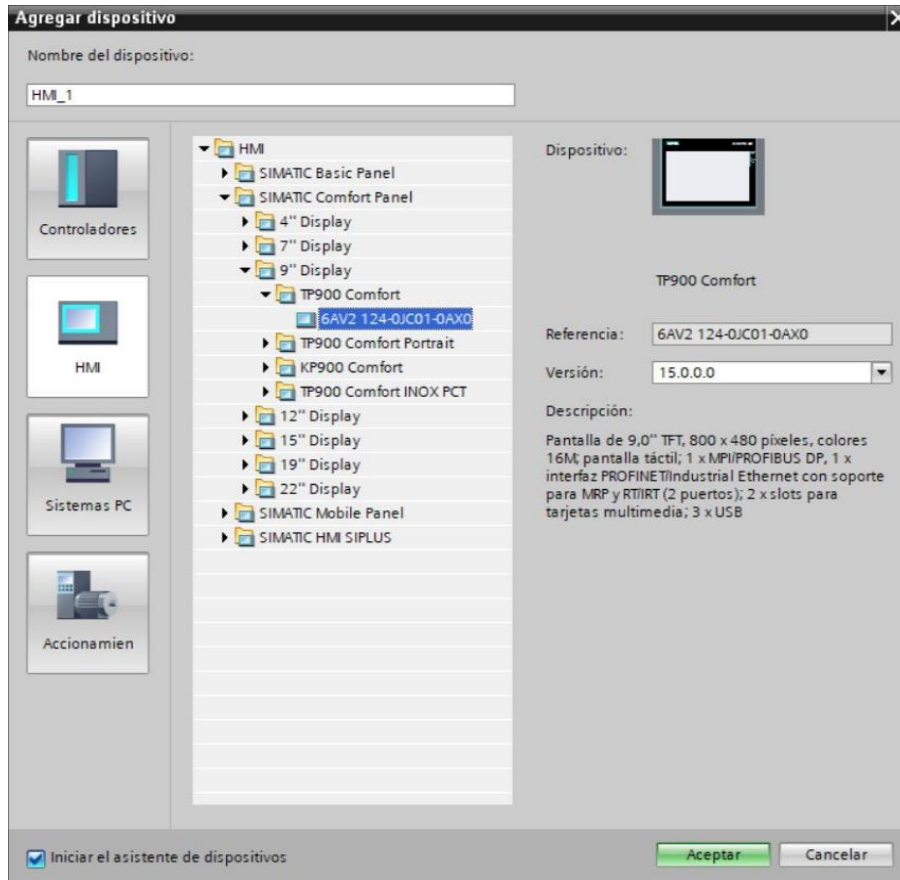 Agregar dispositivo
Nombre del dispositivo:
HMI_1
Controladores
HMI
Sistemas PC
Accionamien
HMI
SIMATIC Basic Panel
SIMATIC Comfort Panel
4'' Display
7'' Display
9'' Display
TP900 Comfort
6AV2 124-0JC01-0AX0
TP900 Comfort Portrait
KP900 Comfort
TP900 Comfort INOX PCT
12'' Display
15'' Display
19'' Display
22'' Display
SIMATIC Mobile Panel
SIMATIC HMI SIPLUS
Dispositivo:
TP900 Comfort
Referencia: 6AV2 124-0JC01-0AX0
Versión: 15.0.0.0
Descripción:
Pantalla de 9,0'' TFT, 800 x 480 píxeles, colores
16M; pantalla táctil; 1 x MPI/PROFIBUS DP, 1 x
interfaz PROFINET/Industrial Ethernet con soporte
para MRP y RT/IRT (2 puertos); 2 x slots para
tarjetas multimedia; 3 x USB
Iniciar el asistente de dispositivos
Aceptar
Cancelar